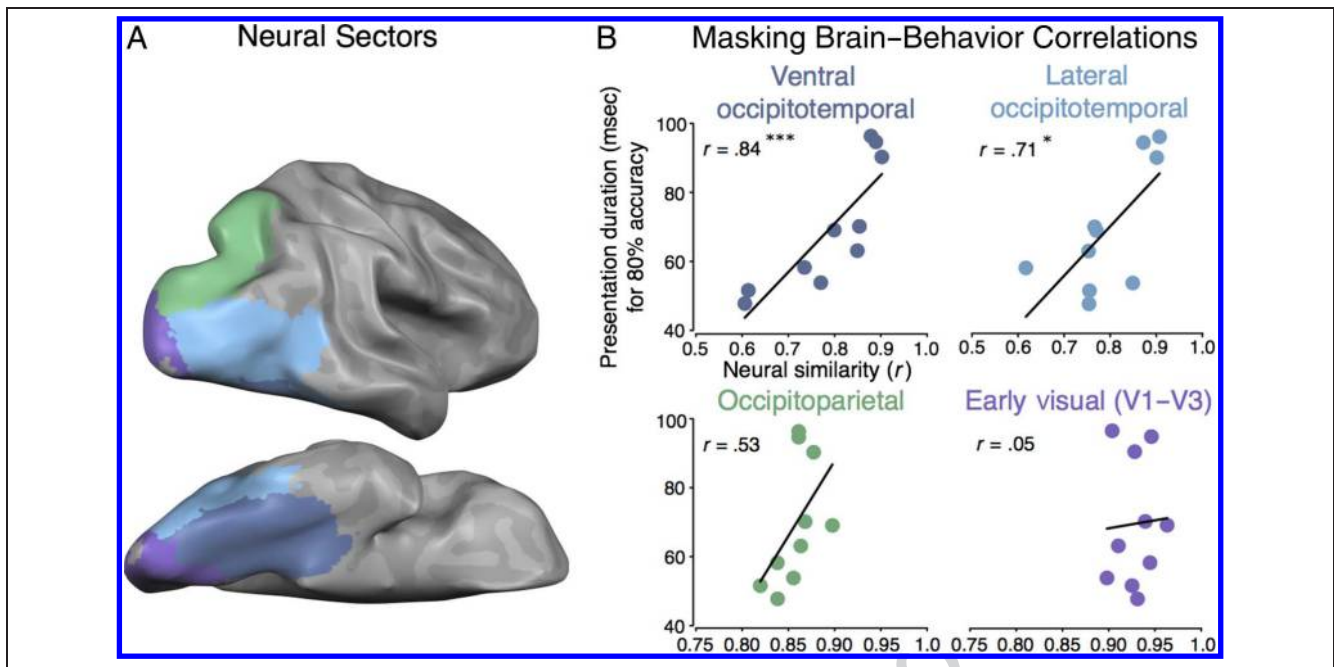 A Neural Sectors
B Masking Brain–Behavior Correlations
Presentation duration (msec)
for 80% accuracy
Ventral
occipitotemporal
r = .84 ***
100
80
60
40
0.5 0.6 0.7 0.8 0.9 1.0
Neural similarity (r)
Lateral
occipitotemporal
r = .71 *
0.5 0.6 0.7 0.8 0.9 1.0
Occipitoparietal
r = .53
100
80
60
40
0.75 0.80 0.85 0.90 0.95 1.0
Early visual (V1–V3)
r = .05
0.75 0.80 0.85 0.90 0.95 1.0